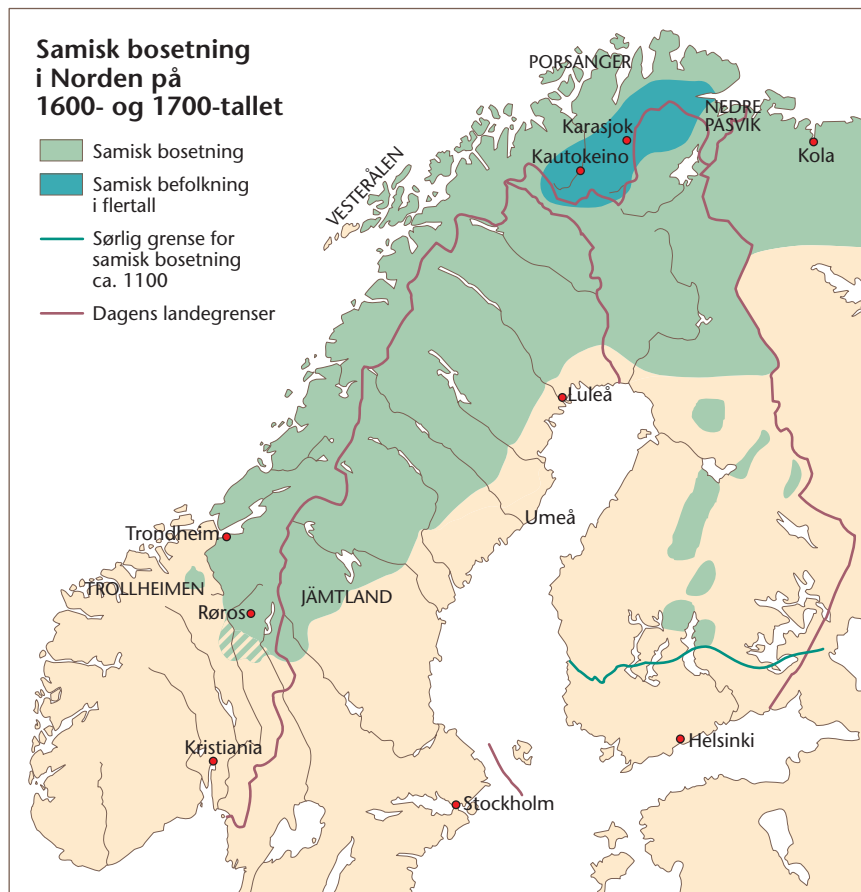 Samisk bosetning
i Norden på
1600- og 1700-tallet
Samisk bosetning
Samisk befolkning
i flertall
Sørlig grense for
samisk bosetning
ca. 1100
Dagens landegrenser
PORSANGER
NEDRE
PASVIK
Karasjok
Kautokeino
Kola
VESTERÅLEN
Luleå
Umeå
Trondheim
TROLLHEIMEN
JÄMTLAND
Røros
Kristiania
Helsinki
Stockholm